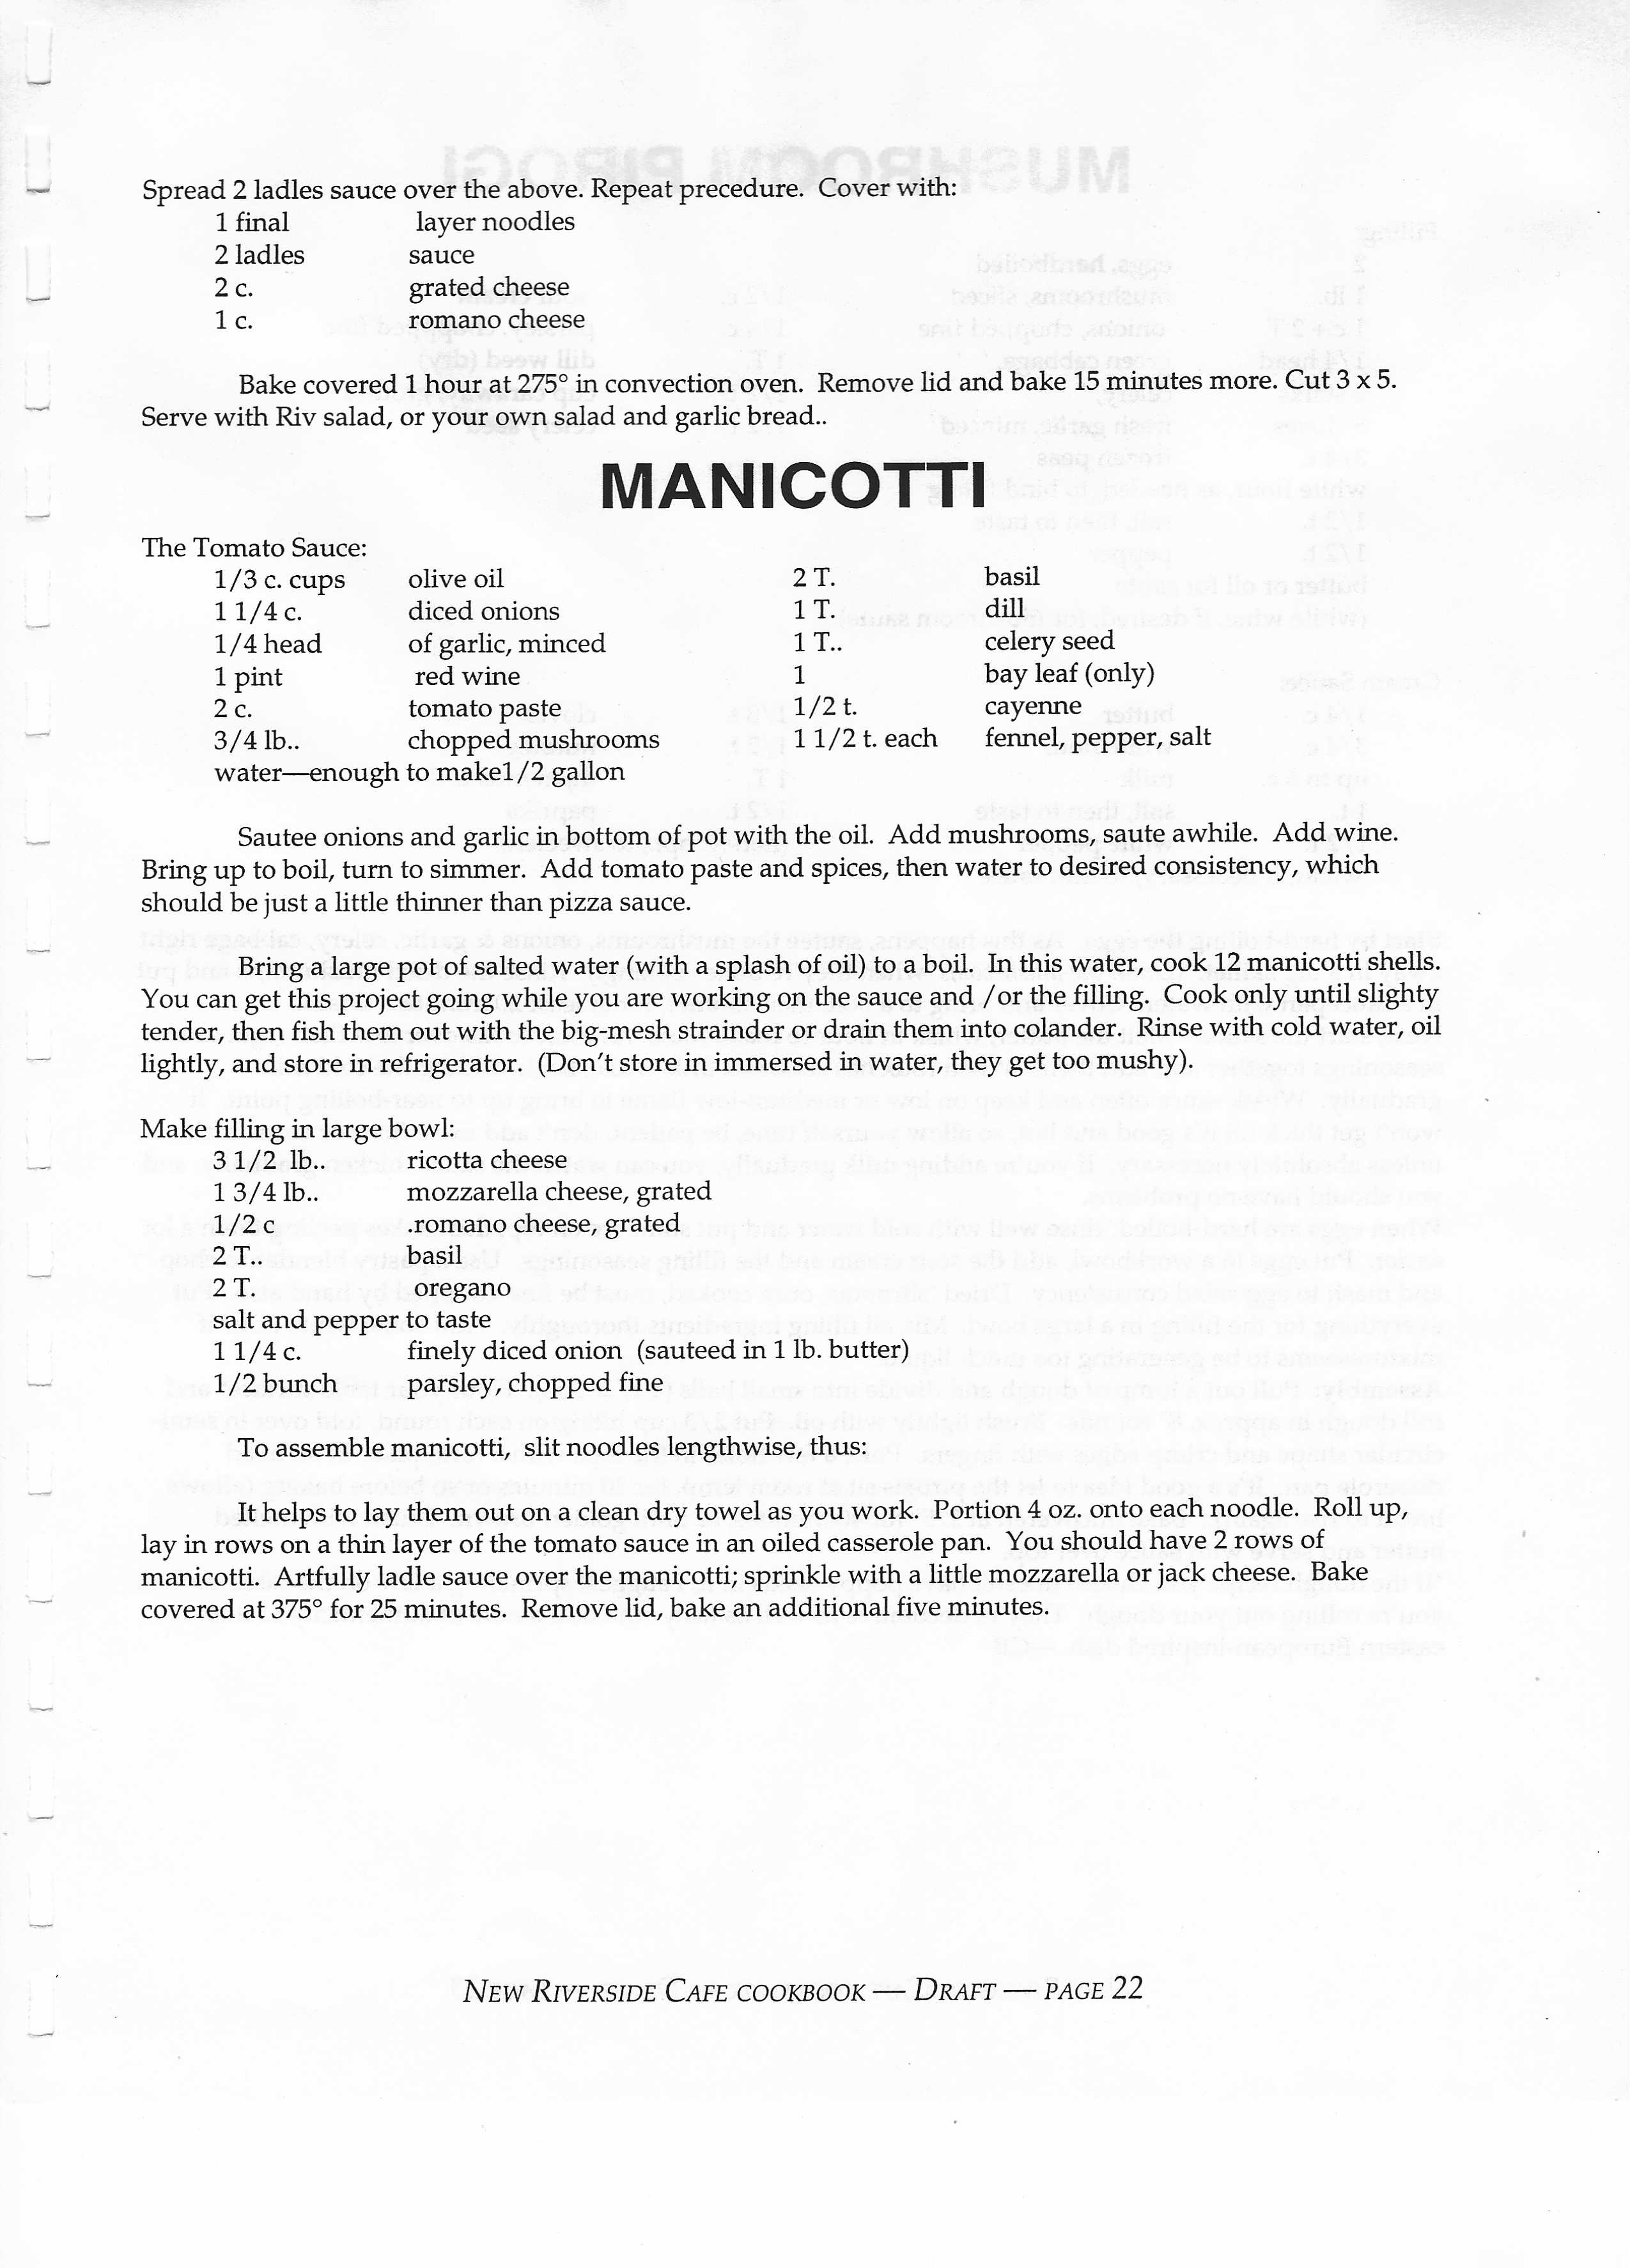 Spread 2 ladles sauce over the above. Repeat precedure.  Cover with:
1 final layer noodles
2 ladles sauce
2 c. grated cheese
1 c. romano cheese
Bake covered 1 hour at 275° in convection oven.  Remove lid and bake 15 minutes more. Cut 3 x 5.
Serve with Riv salad, or your own salad and garlic bread..
MANICOTTI
The Tomato Sauce:
1/3 c. cups olive oil 2 T. basil
1 1/4 c. diced onions 1 T. dill
1/4 head of garlic, minced 1 T.. celery seed
1 pint red wine 1 bay leaf (only)
2 c. tomato paste 1/2 t. cayenne
3/4 lb.. chopped mushrooms 1 1/2 t. each fennel, pepper, salt
water—enough to make1/2 gallon
Sautee onions and garlic in bottom of pot with the oil.  Add mushrooms, saute awhile.  Add wine.
Bring up to boil, turn to simmer.  Add tomato paste and spices, then water to desired consistency, which
should be just a little thinner than pizza sauce.
Bring a large pot of salted water (with a splash of oil) to a boil.  In this water, cook 12 manicotti shells.
You can get this project going while you are working on the sauce and /or the filling.  Cook only until slighty
tender, then fish them out with the big-mesh strainder or drain them into colander.  Rinse with cold water, oil
lightly, and store in refrigerator.  (Don't store in immersed in water, they get too mushy).
Make filling in large bowl:
3 1/2 lb.. ricotta cheese
1 3/4 lb.. mozzarella cheese, grated
1/2 c .romano cheese, grated
2 T.. basil
2 T. oregano
salt and pepper to taste
1 1/4 c. finely diced onion  (sauteed in 1 lb. butter)
1/2 bunch parsley, chopped fine
To assemble manicotti,  slit noodles lengthwise, thus:
It helps to lay them out on a clean dry towel as you work.  Portion 4 oz. onto each noodle.  Roll up,
lay in rows on a thin layer of the tomato sauce in an oiled casserole pan.  You should have 2 rows of
manicotti.  Artfully ladle sauce over the manicotti; sprinkle with a little mozzarella or jack cheese.  Bake
covered at 375° for 25 minutes.  Remove lid, bake an additional five minutes.
NEW RIVERSIDE CAFE COOKBOOK — DRAFT — PAGE 22